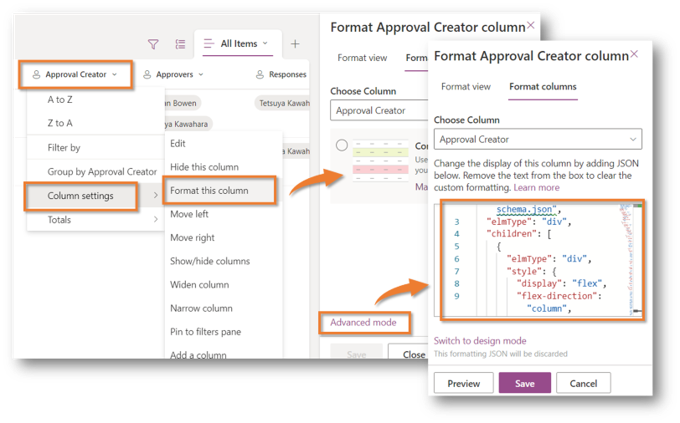 All Items
Approval Creator
Approvers
Responses
A to Z
Z to A
Filter by
Group by Approval Creator
Column settings
Totals
Bowen
Tetsuya Kawah
ya Kawahara
Kawaha
Edit
Hide this column
Format this column
Move left
Move right
Show/hide columns
Widen column
Narrow column
Pin to filters pane
Add a column
Format Approval Creator column
Format view
Choose Column
Approval Creator
Advanced mode
Save
Close
Format Approval Creator column
Format view
Format columns
Choose Column
Approval Creator
Change the display of this column by adding JSON
below. Remove the text from the box to clear the
custom formatting. Learn more
schema.json",
3 "elmType": "div",
4 "children": [
5 {
6 "elmType": "div",
7 "style": {
8 "display": "flex",
9 "flex-direction":
"column",
Switch to design mode
This formatting JSON will be discarded
Preview
Save
Cancel